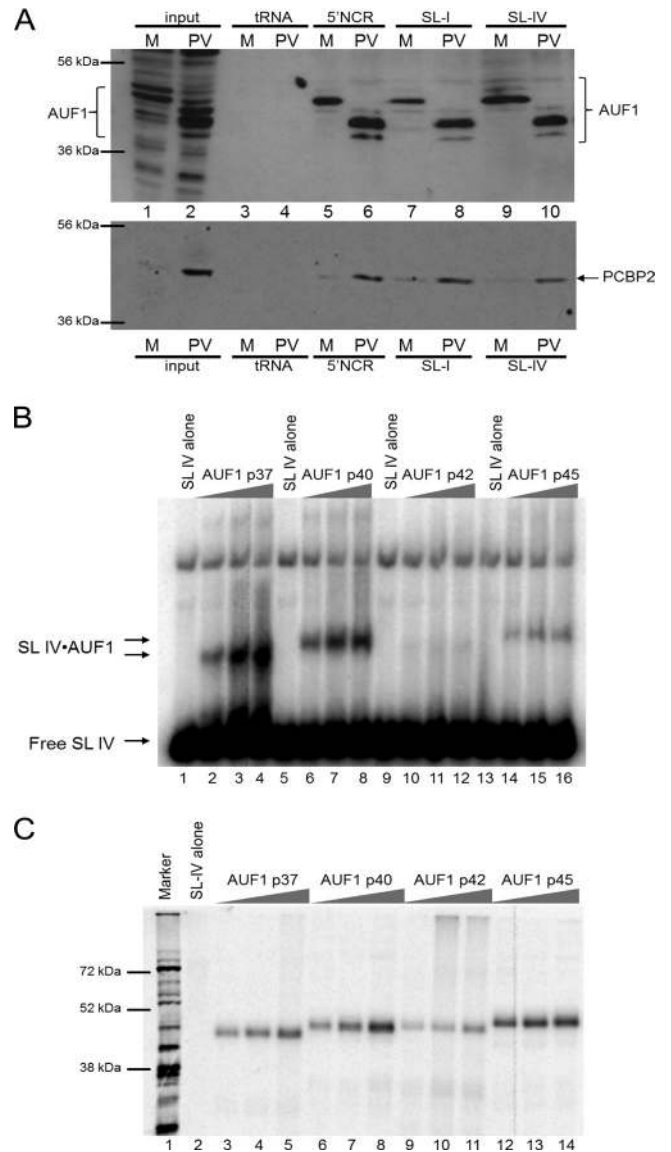 A
input tRNA 5'NCR SL-I SL-IV
M PV M PV M PV M PV M PV
56 kDa
AUF1
AUF1
36 kDa
1 2 3 4 5 6 7 8 9 10
56 kDa
PCBP2
36 kDa
M PV M PV M PV M PV M PV
input tRNA 5'NCR SL-I SL-IV
B
SL IV alone AUF1 p37 SL IV alone AUF1 p40 SL IV alone AUF1 p42 SL IV alone AUF1 p45
SL IV•AUF1
Free SL IV
1 2 3 4 5 6 7 8 9 10 11 12 13 14 15 16
C
Marker SL-IV alone AUF1 p37 AUF1 p40 AUF1 p42 AUF1 p45
72 kDa
52 kDa
38 kDa
1 2 3 4 5 6 7 8 9 10 11 12 13 14